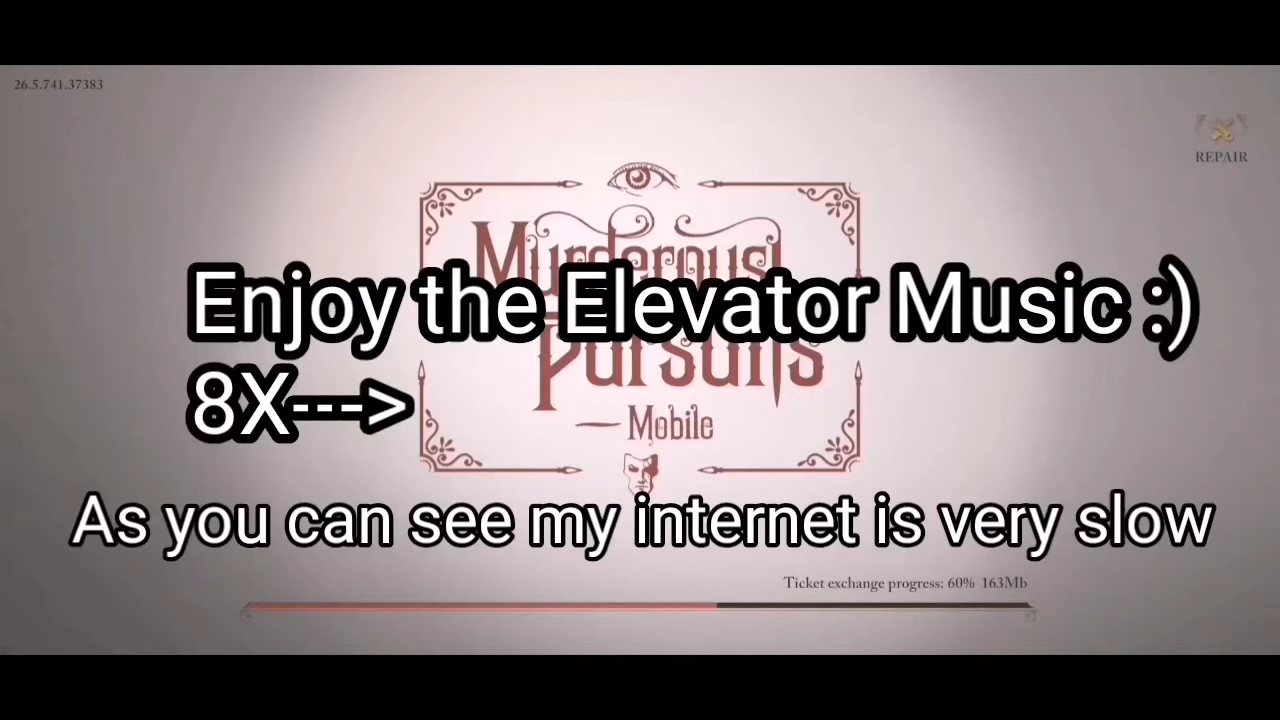 26.5.741.37383
REPAIR
Murderous
Enjoy the Elevator Music :)
Pursuits
8X--->
Mobile
As you can see my internet is very slow
Ticket exchange progress: 60% 163Mb